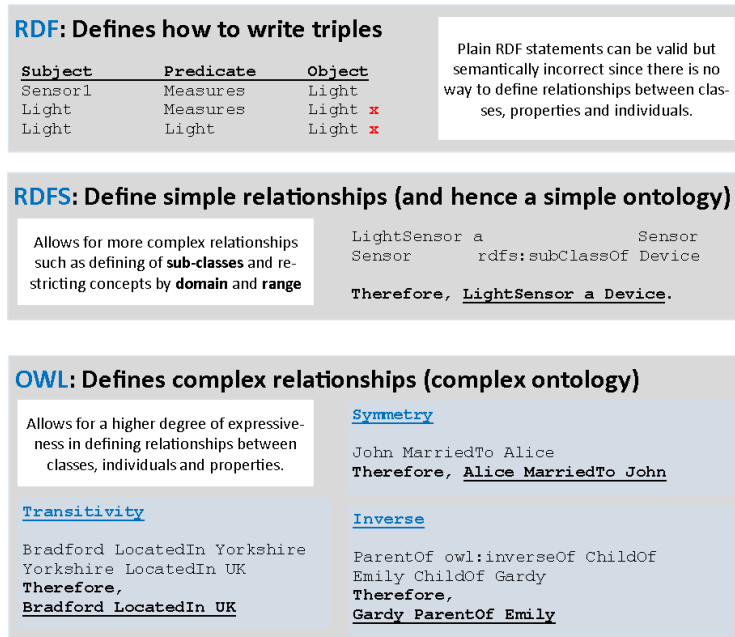 RDF: Defines how to write triples
Subject Predicate Object
Sensor1 Measures Light
Light Measures Light x
Light Light Light x
Plain RDF statements can be valid but
semantically incorrect since there is no
way to define relationships between clas-
ses, properties and individuals.
RDFS: Define simple relationships (and hence a simple ontology)
Allows for more complex relationships
such as defining of sub-classes and re-
stricting concepts by domain and range
LightSensor a Sensor
Sensor rdfs:subClassOf Device
Therefore, LightSensor a Device.
OWL: Defines complex relationships (complex ontology)
Allows for a higher degree of expressive-
ness in defining relationships between
classes, individuals and properties.
Symmetry
John MarriedTo Alice
Therefore, Alice MarriedTo John
Transitivity
Bradford LocatedIn Yorkshire
Yorkshire LocatedIn UK
Therefore,
Bradford LocatedIn UK
Inverse
ParentOf owl:inverseOf ChildOf
Emily ChildOf Gardy
Therefore,
Gardy ParentOf Emily